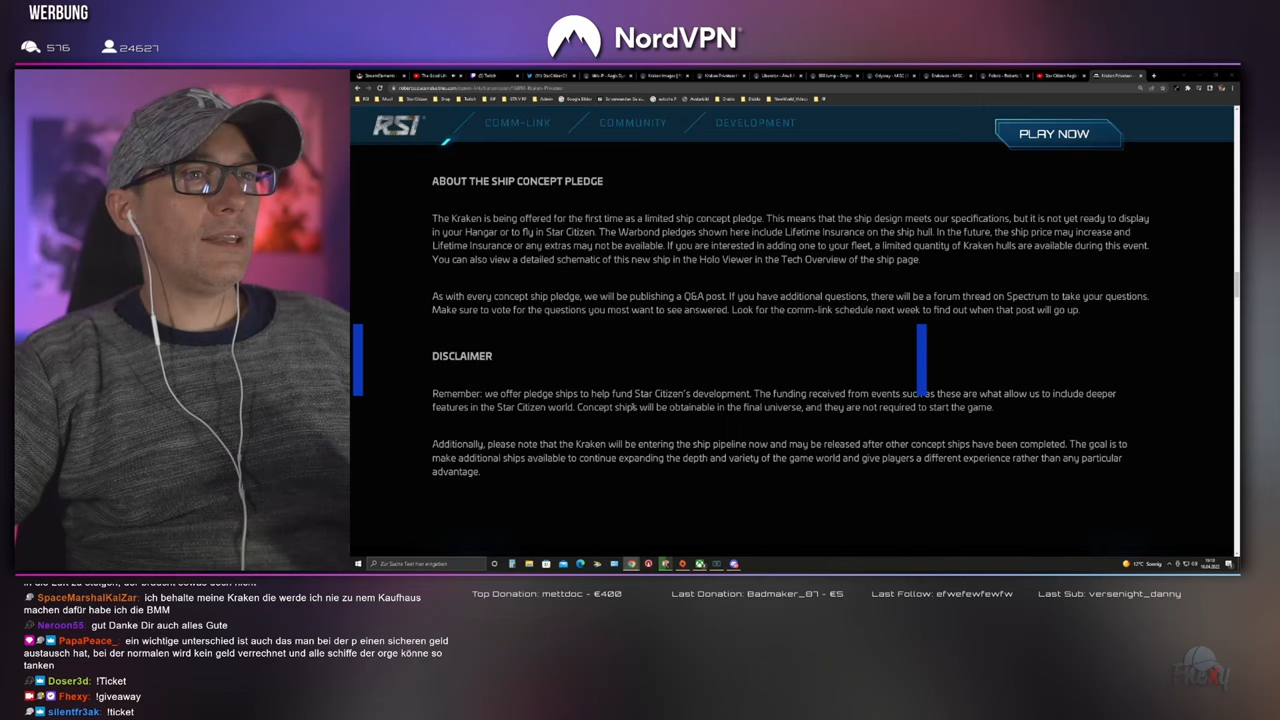 WERBUNG
576
24627
NordVPN
RSI
COMM-LINK
COMMUNITY
DEVELOPMENT
PLAY NOW
ABOUT THE SHIP CONCEPT PLEDGE
The Kraken is being offered for the first time as a limited ship concept pledge. This means that the ship design meets our specifications, but it is not yet ready to display
in your Hangar or to fly in Star Citizen. The Warbond pledges shown here include Lifetime Insurance on the ship hull. In the future, the ship price may increase and
Lifetime Insurance or any extras may not be available. If you are interested in adding one to your fleet, a limited quantity of Kraken hulls are available during this event.
You can also view a detailed schematic of this new ship in the Holo Viewer in the Tech Overview of the ship page.
As with every concept ship pledge, we will be publishing a Q&A post. If you have additional questions, there will be a forum thread on Spectrum to take your questions.
Make sure to vote for the questions you most want to see answered. Look for the comm-link schedule next week to find out when that post will go up.
DISCLAIMER
Remember: we offer pledge ships to help fund Star Citizen's development. The funding received from events such as these are what allow us to include deeper
features in the Star Citizen world. Concept ships will be obtainable in the final universe, and they are not required to start the game.
Additionally, please note that the Kraken will be entering the ship pipeline now and may be released after other concept ships have been completed. The goal is to
make additional ships available to continue expanding the depth and variety of the game world and give players a different experience rather than any particular
advantage.
Zur Suche Text hier eingeben
12°C Sonnig
SpaceMarshalKalZar: ich behalte meine Kraken die werde ich nie zu nem Kaufhaus
machen dafür habe ich die BMM
Neroon55: gut Danke Dir auch alles Gute
PapaPeace_: ein wichtige unterschied ist auch das man bei der p einen sicheren geld
austausch hat, bei der normalen wird kein geld verrechnet und alle schiffe der orge könne so
tanken
Doser3d: !Ticket
Fhexy: !giveaway
silentfr3ak: !ticket
Top Donation: mettdoc - €400
Last Donation: Badmaker_87 - €5
Last Follow: efwefewfewfw
Last Sub: versenight_danny
Fhexy